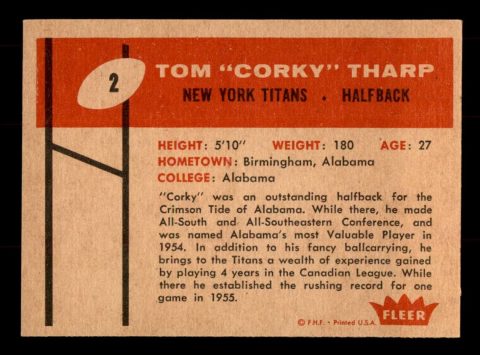 2
TOM "CORKY" THARP
NEW YORK TITANS • HALFBACK
HEIGHT: 5'10" WEIGHT: 180 AGE: 27
HOMETOWN: Birmingham, Alabama
COLLEGE: Alabama
"Corky" was an outstanding halfback for the
Crimson Tide of Alabama. While there, he made
All-South and All-Southeastern Conference, and
was named Alabama's most Valuable Player in
1954. In addition to his fancy ballcarrying, he
brings to the Titans a wealth of experience gained
by playing 4 years in the Canadian League. While
there he established the rushing record for one
game in 1955.
FLEER
© F.H.F. • Printed U.S.A.